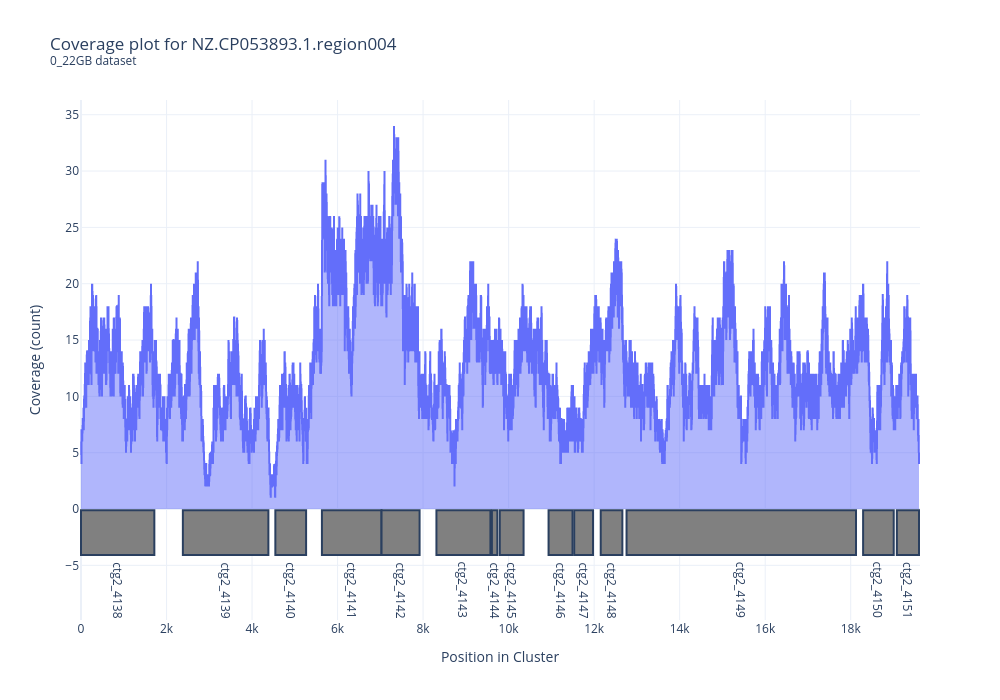 Coverage plot for NZ.CP053893.1.region004
0_22GB dataset
Coverage (count)
35
30
25
20
15
10
5
0
−5
ctg2_4138
ctg2_4139
ctg2_4140
ctg2_4141
ctg2_4142
ctg2_4143
ctg2_4144
ctg2_4145
ctg2_4146
ctg2_4147
ctg2_4148
ctg2_4149
ctg2_4150
ctg2_4151
0
2k
4k
6k
8k
10k
12k
14k
16k
18k
Position in Cluster